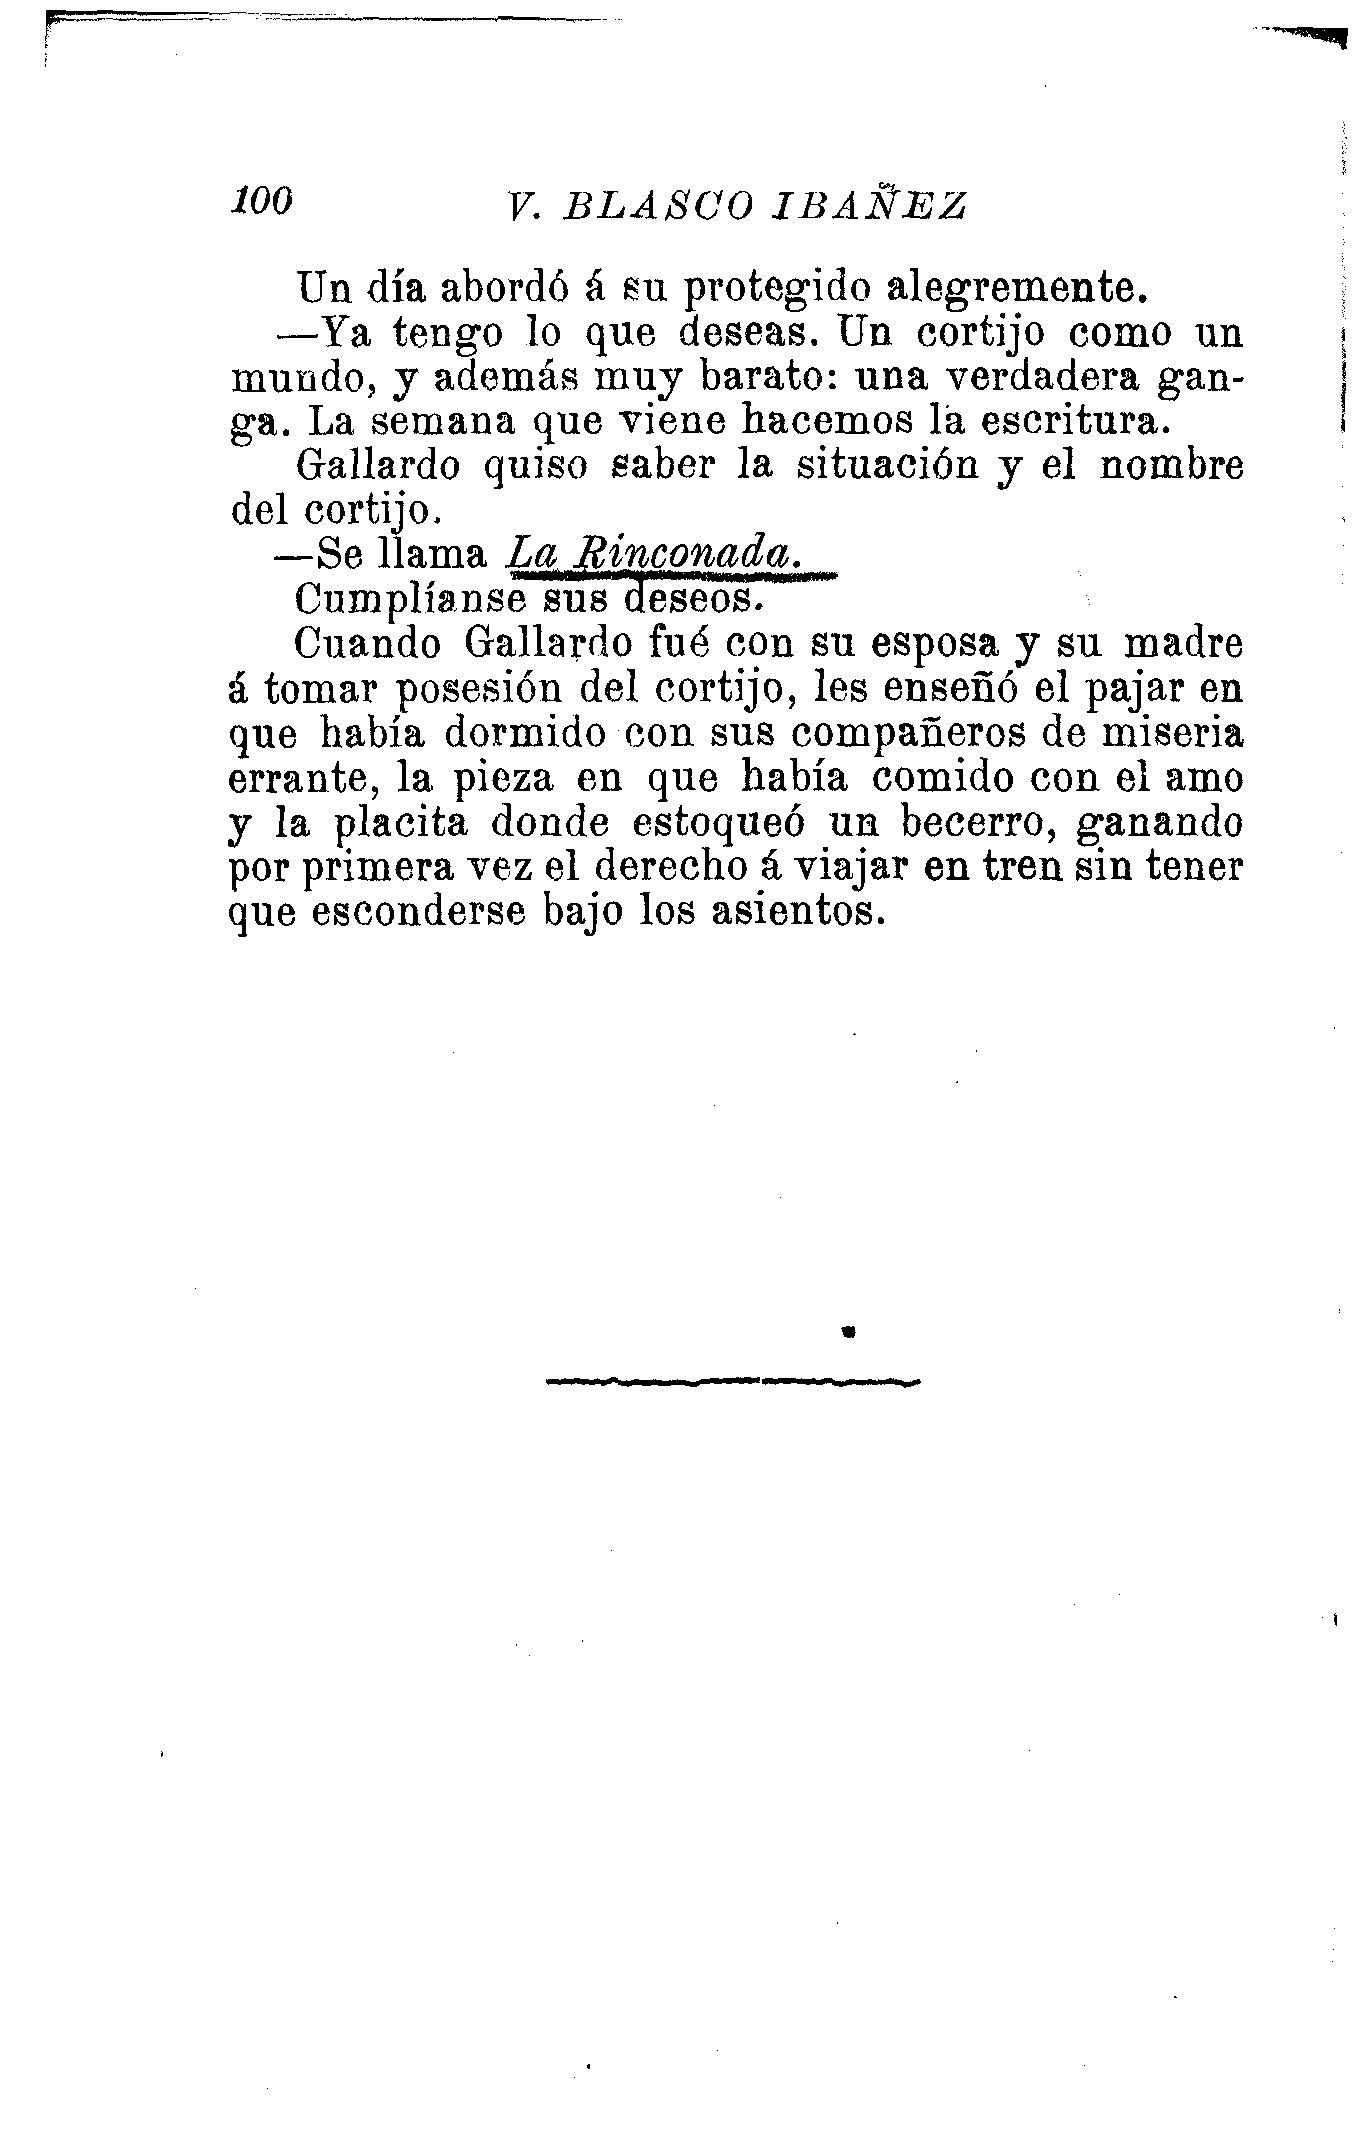 100 V. BLASCO IBAÑEZ
Un día abordó á su protegido alegremente.
—Ya tengo lo que deseas. Un cortijo como un
mundo, y además muy barato: una verdadera gan-
ga. La semana que viene hacemos la escritura.
Gallardo quiso saber la situación y el nombre
del cortijo.
—Se llama La Rinconada.
Cumplíanse sus deseos.
Cuando Gallardo fué con su esposa y su madre
á tomar posesión del cortijo, les enseñó el pajar en
que había dormido con sus compañeros de miseria
errante, la pieza en que había comido con el amo
y la placita donde estoqueó un becerro, ganando
por primera vez el derecho á viajar en tren sin tener
que esconderse bajo los asientos.